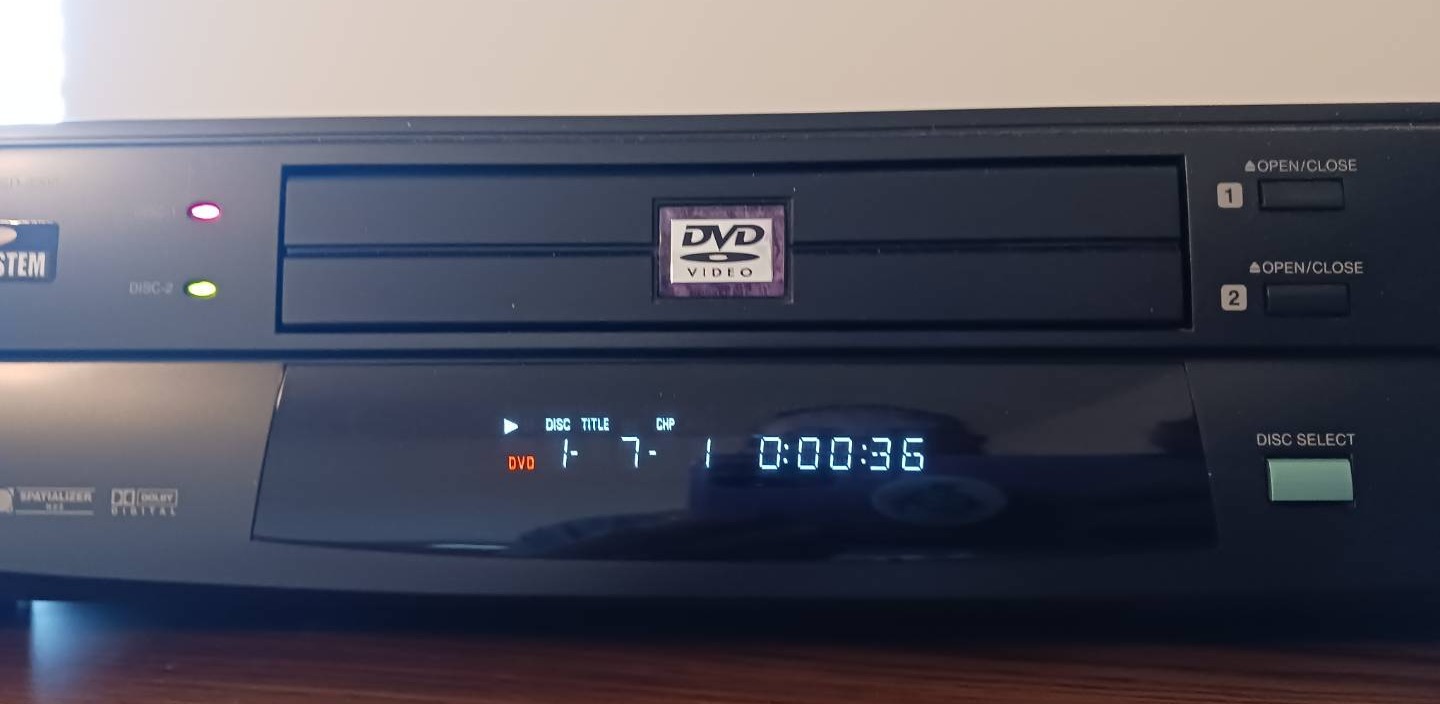 ▲OPEN/CLOSE
1
STEM
DISC-2
DVD
VIDEO
▲OPEN/CLOSE
2
▶ DISC TITLE CHP
DVD 1- 7- 1 0:00:36
DISC SELECT
SPATIALIZER
DOLBY
DIGITAL